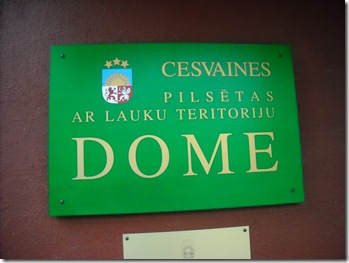 CESVAINES
PILSĒTAS
AR LAUKU TERITORIJU
DOME